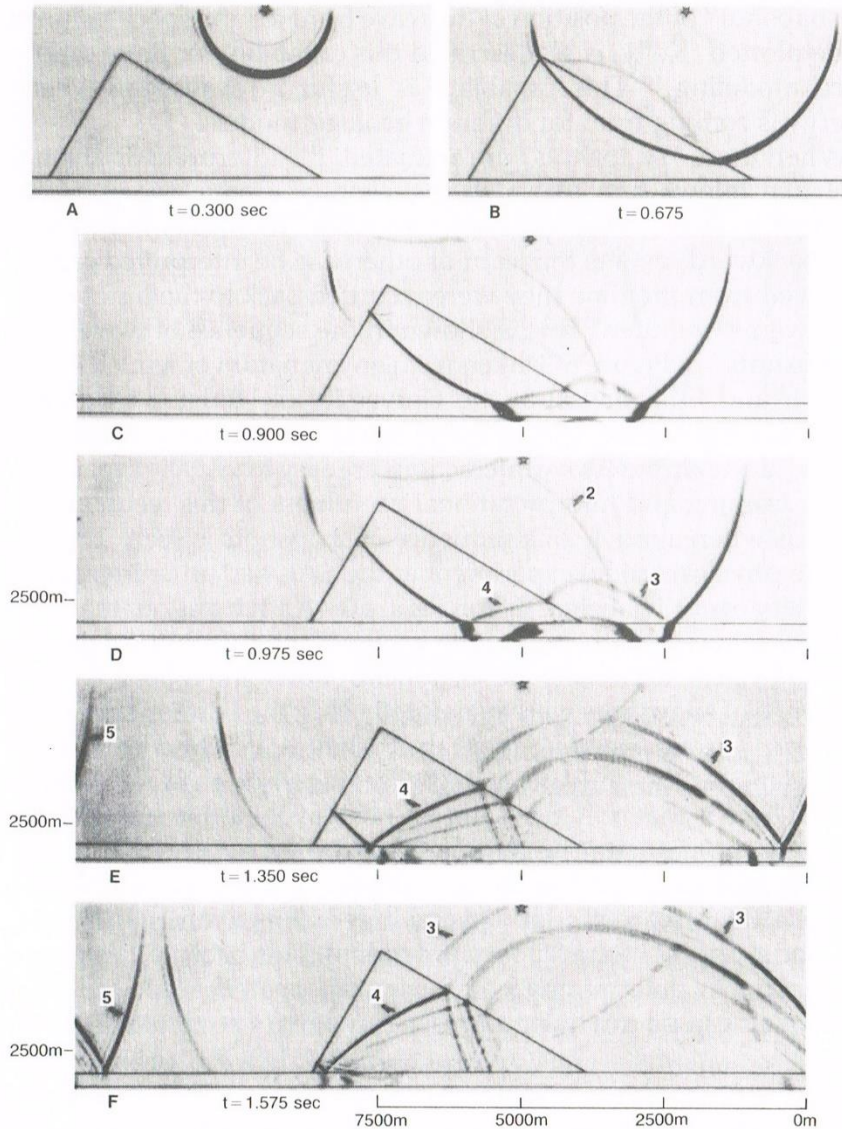 A t = 0.300 sec
B t = 0.675
C t = 0.900 sec
2
4
3
2500m
D t = 0.975 sec
5
3
4
2500m
E t = 1.350 sec
3
3
5
4
2500m
F t = 1.575 sec
7500m 5000m 2500m 0m